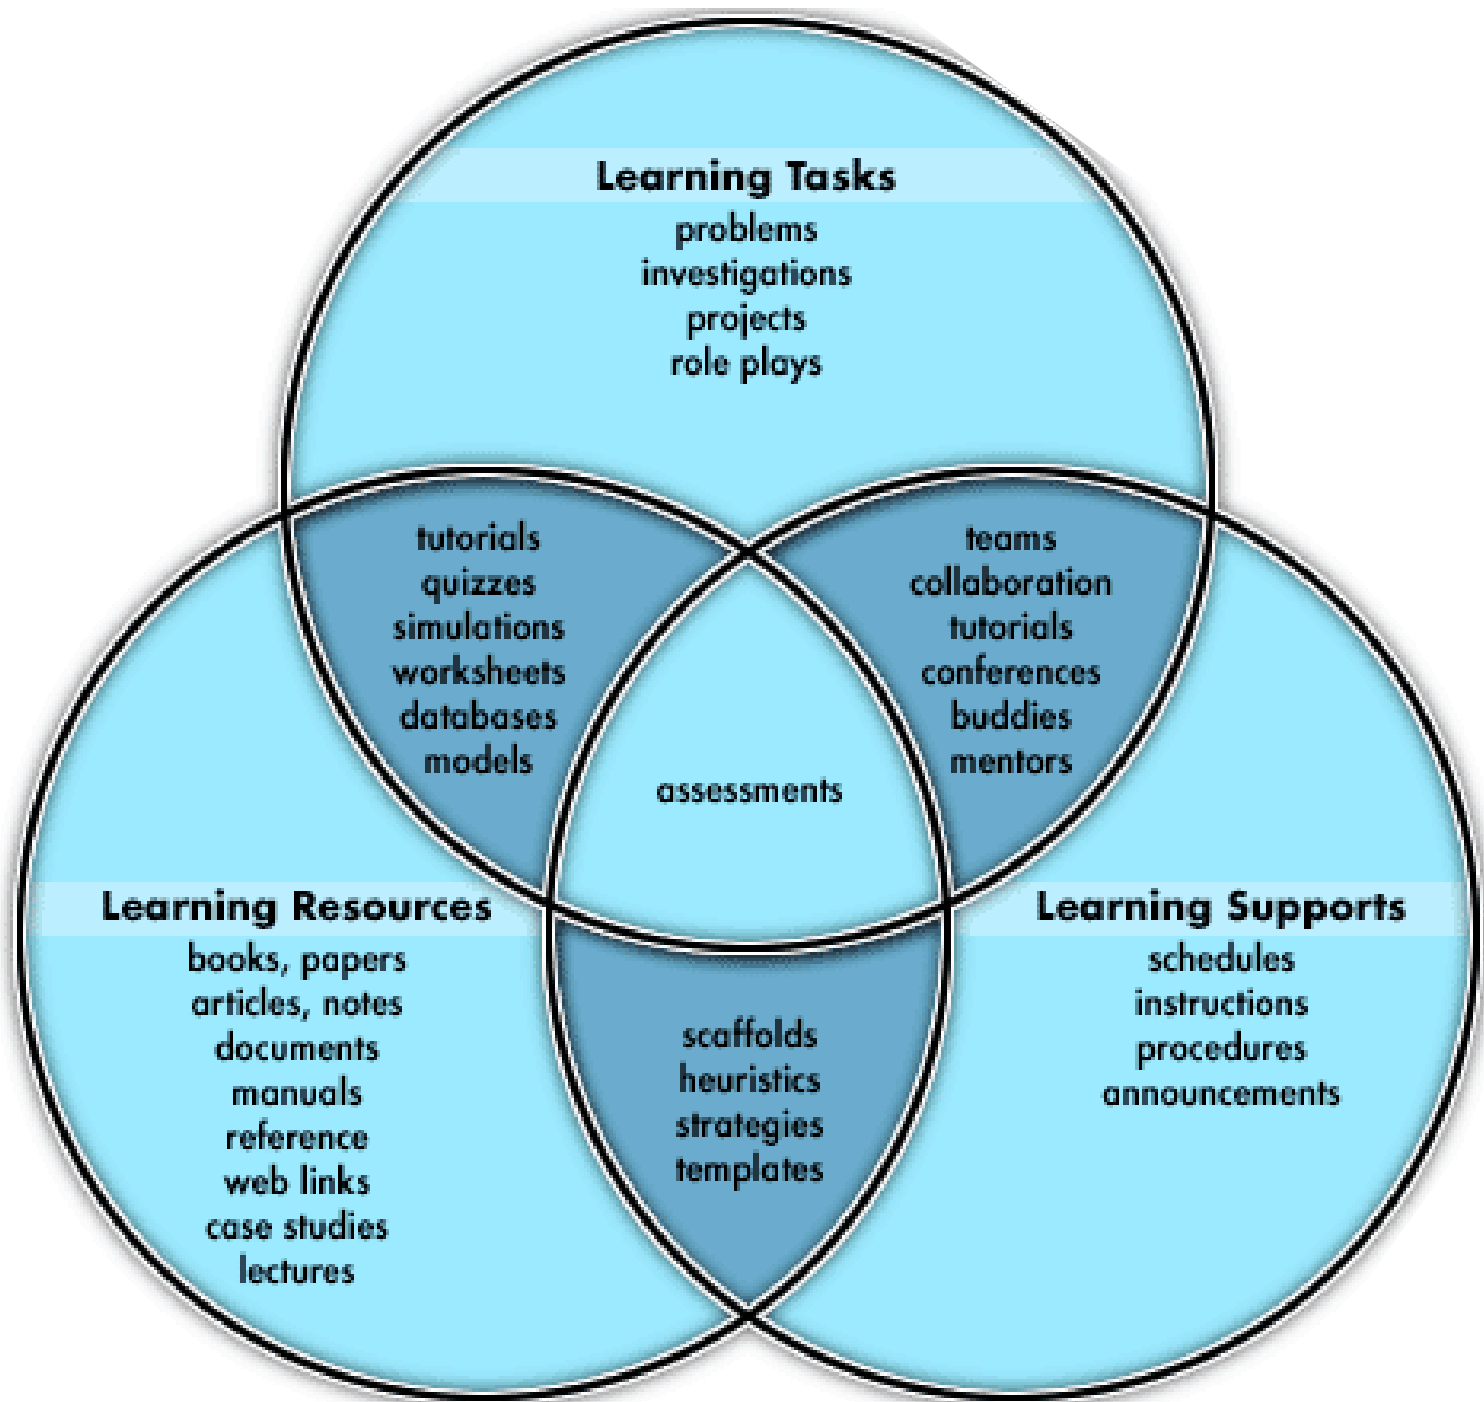 Learning Tasks
problems
investigations
projects
role plays
tutorials
quizzes
simulations
worksheets
databases
models
teams
collaboration
tutorials
conferences
buddies
mentors
assessments
Learning Resources
books, papers
articles, notes
documents
manuals
reference
web links
case studies
lectures
scaffolds
heuristics
strategies
templates
Learning Supports
schedules
instructions
procedures
announcements